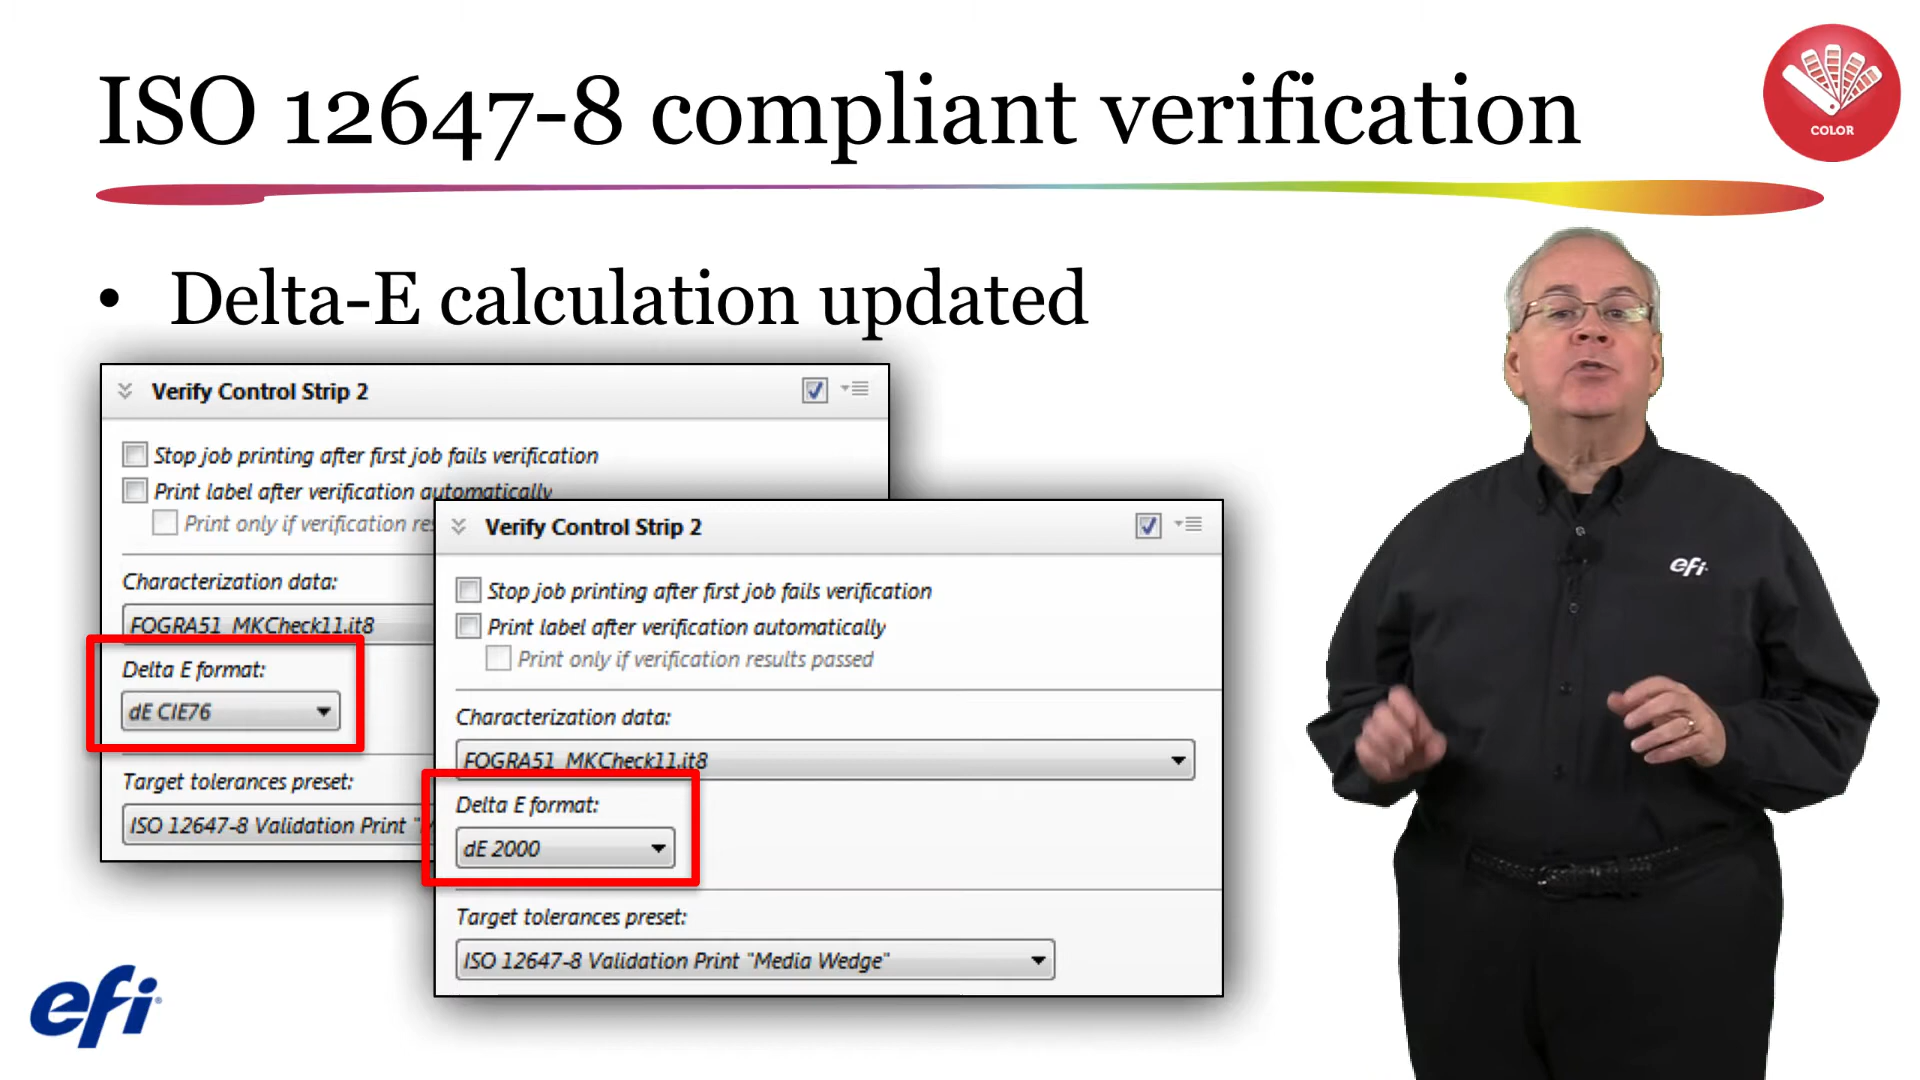 ISO 12647-8 compliant verification
COLOR
• Delta-E calculation updated
Verify Control Strip 2
Stop job printing after first job fails verification
Print label after verification automatically
Print only if verification
Characterization data:
FOGRA51_MKCheck11.it8
Delta E format:
dE CIE76
Target tolerances preset:
ISO 12647-8 Validation Print
Verify Control Strip 2
Stop job printing after first job fails verification
Print label after verification automatically
Print only if verification results passed
Characterization data:
FOGRA51_MKCheck11.it8
Delta E format:
dE 2000
Target tolerances preset:
ISO 12647-8 Validation Print "Media Wedge"
efi
efi